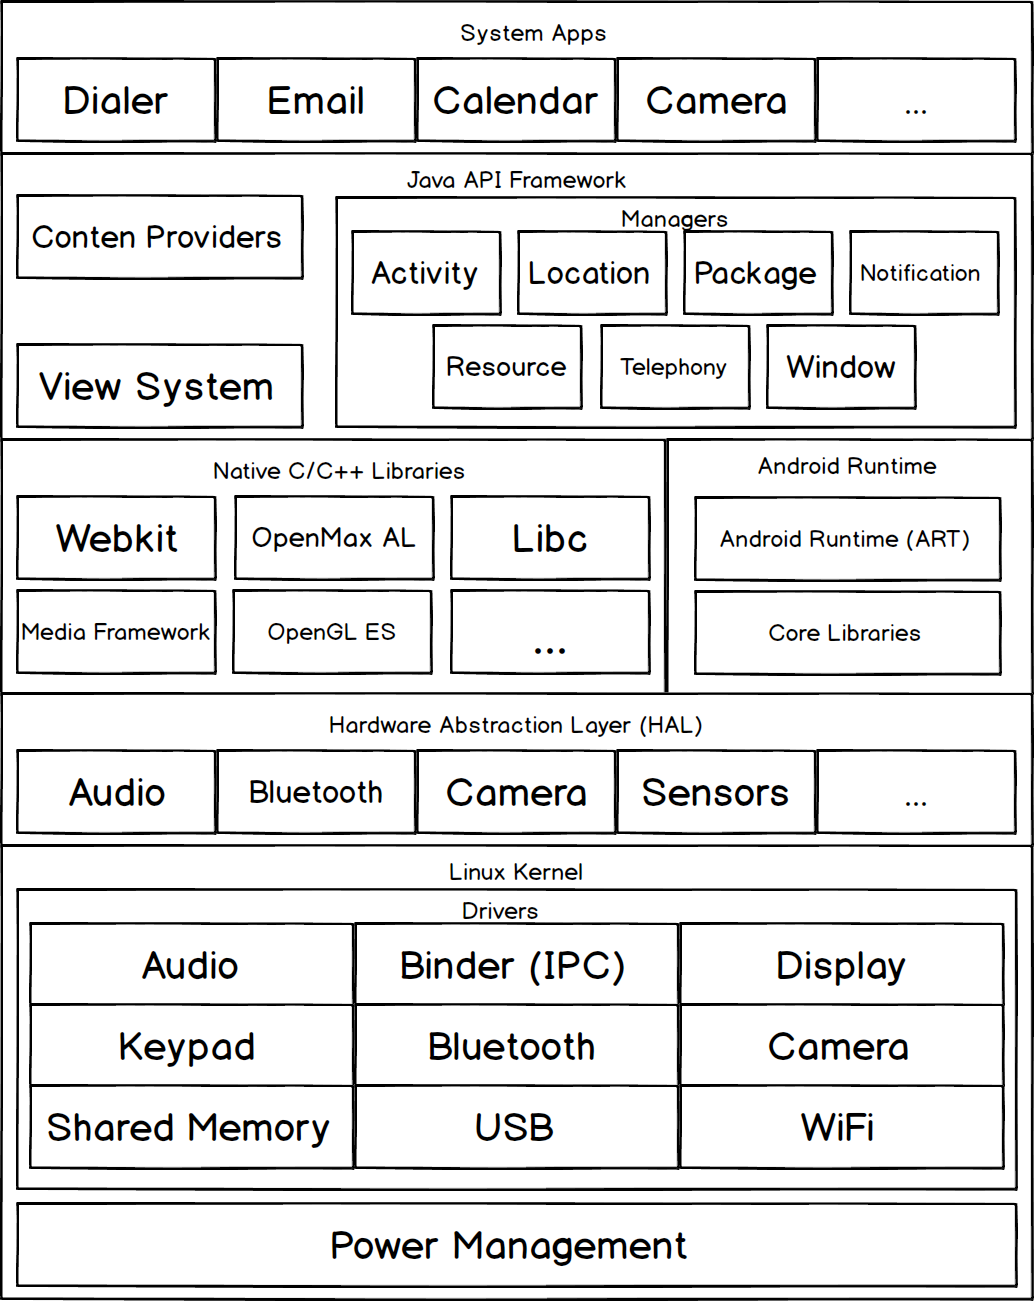 System Apps
Dialer
Email
Calendar
Camera
...
Java API Framework
Conten Providers
View System
Managers
Activity
Location
Package
Notification
Resource
Telephony
Window
Native C/C++ Libraries
Webkit
OpenMax AL
Libc
Media Framework
OpenGL ES
...
Android Runtime
Android Runtime (ART)
Core Libraries
Hardware Abstraction Layer (HAL)
Audio
Bluetooth
Camera
Sensors
...
Linux Kernel
Drivers
Audio
Binder (IPC)
Display
Keypad
Bluetooth
Camera
Shared Memory
USB
WiFi
Power Management